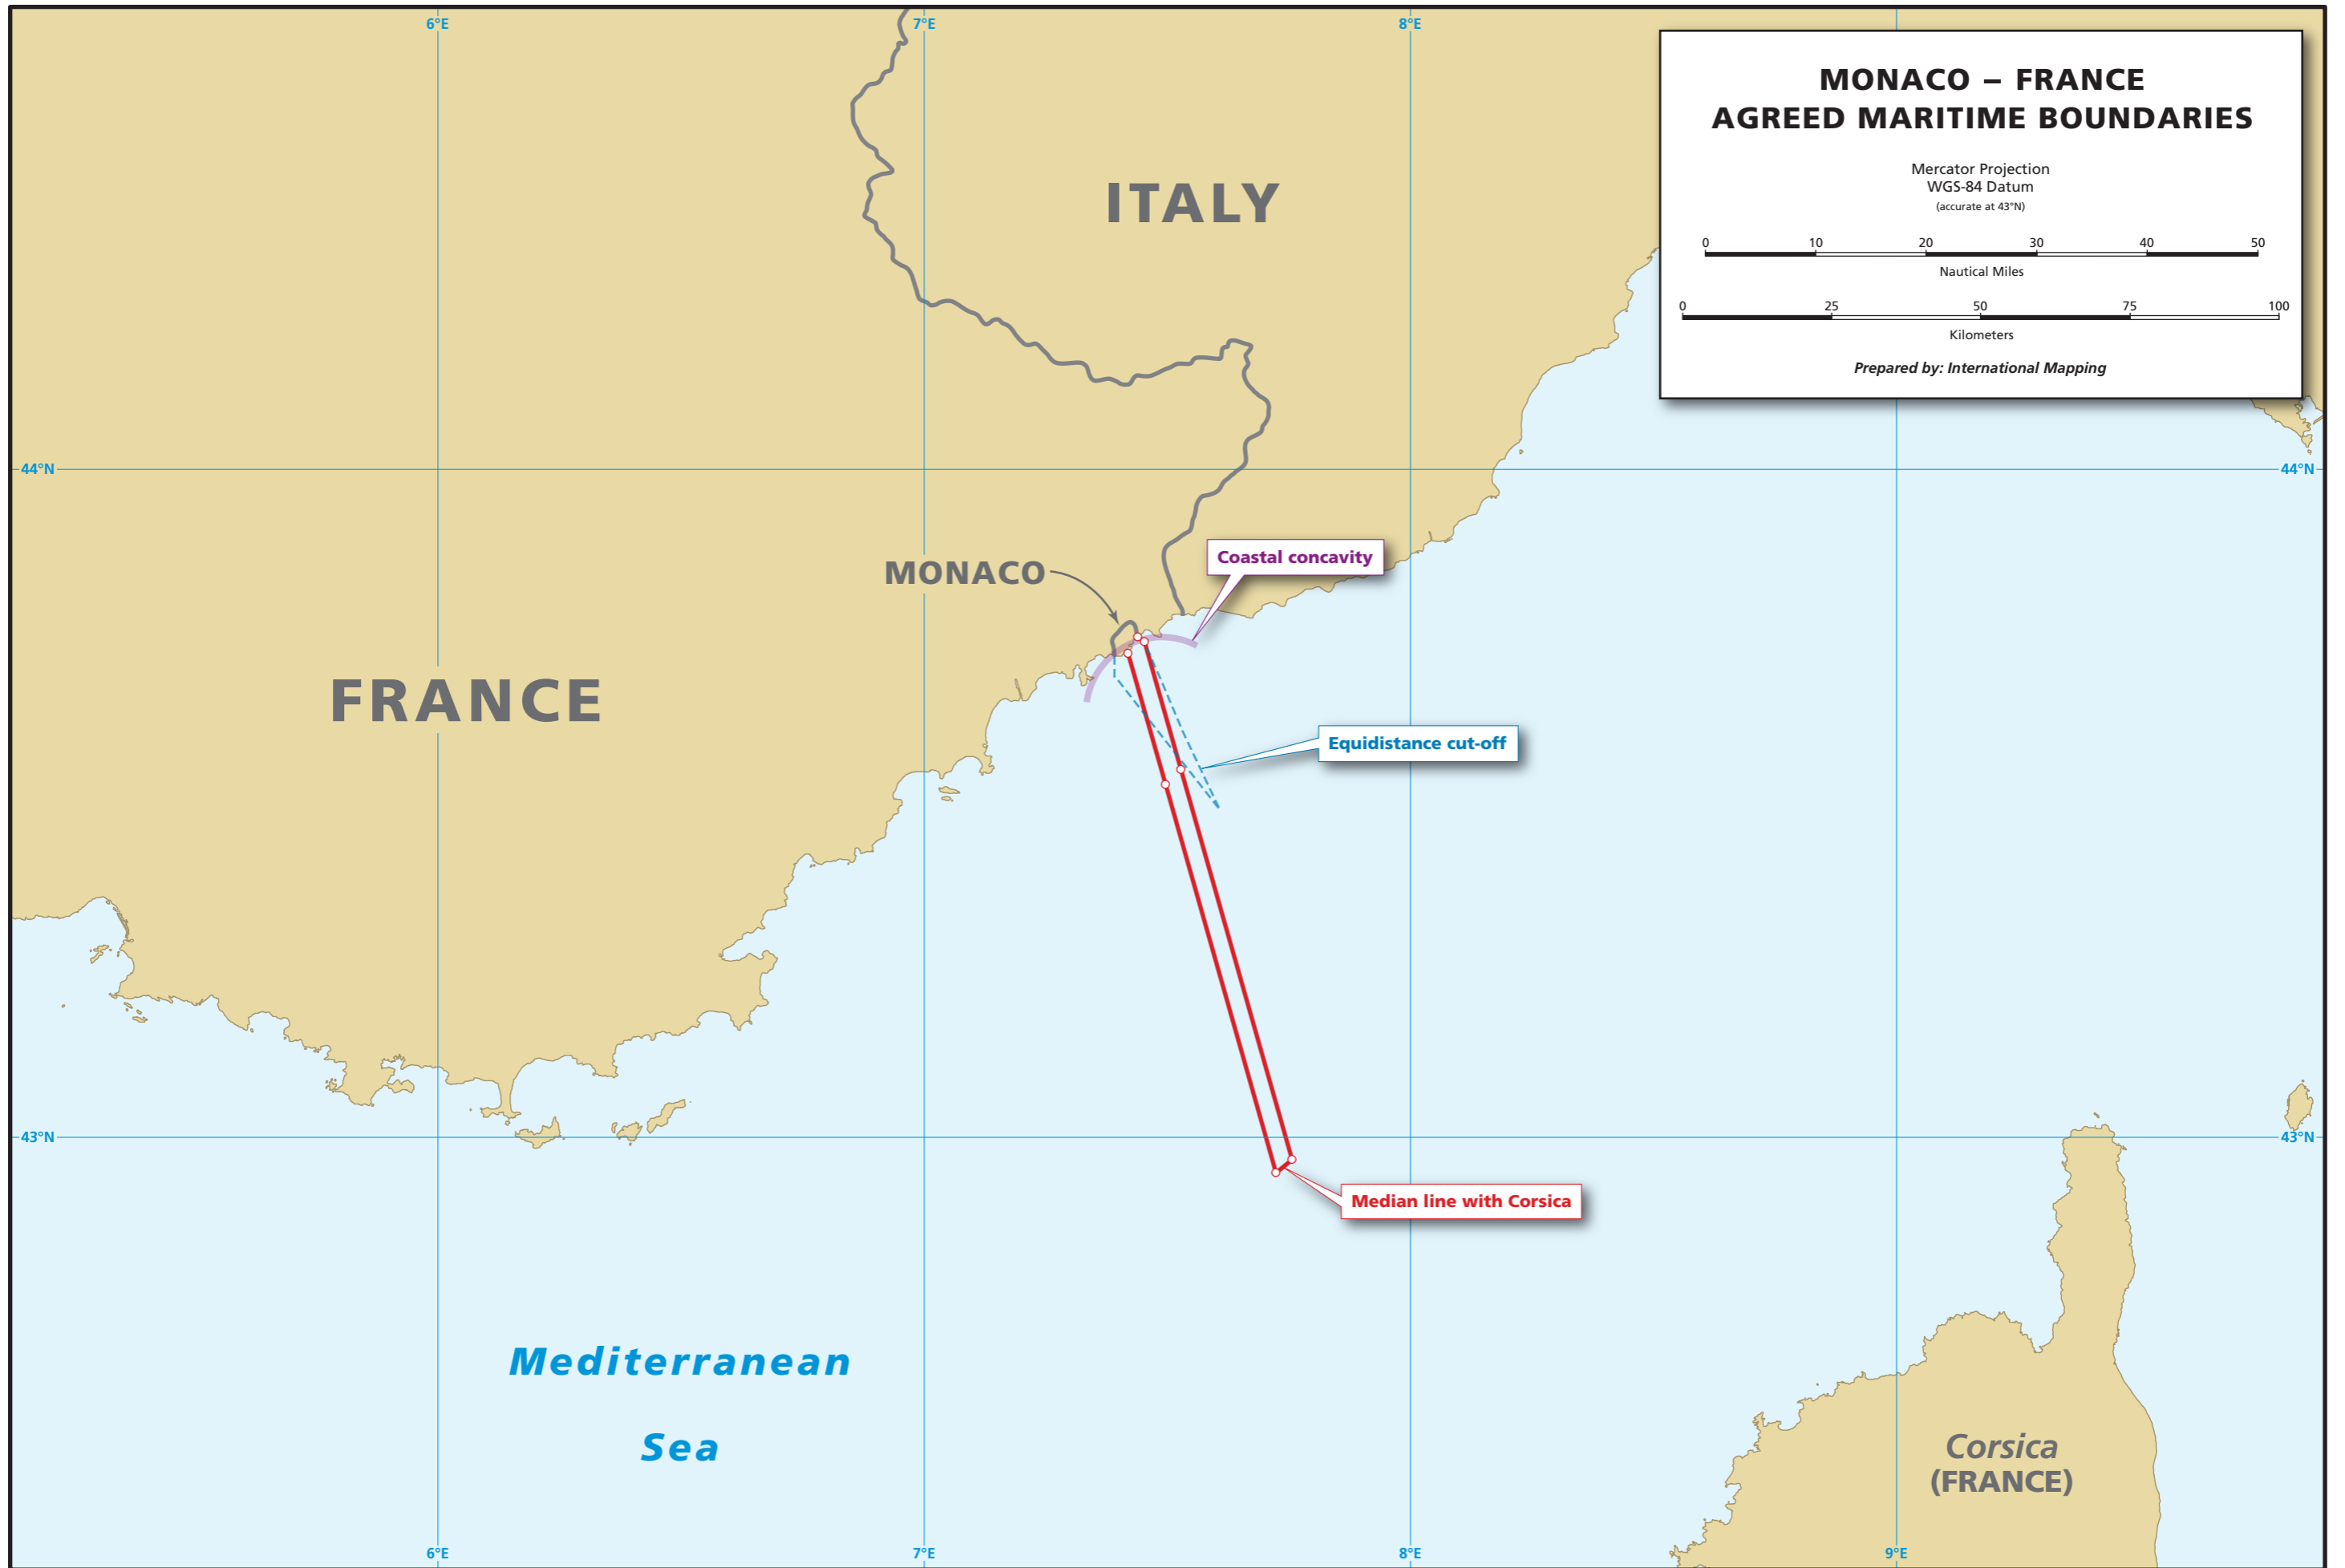 6°E
7°E
8°E
MONACO – FRANCE
AGREED MARITIME BOUNDARIES
Mercator Projection
WGS-84 Datum
(accurate at 43°N)
0 10 20 30 40 50
Nautical Miles
0 25 50 75 100
Kilometers
Prepared by: International Mapping
ITALY
44°N
44°N
Coastal concavity
MONACO
FRANCE
Equidistance cut-off
43°N
43°N
Median line with Corsica
Mediterranean
Sea
Corsica
(FRANCE)
6°E
7°E
8°E
9°E